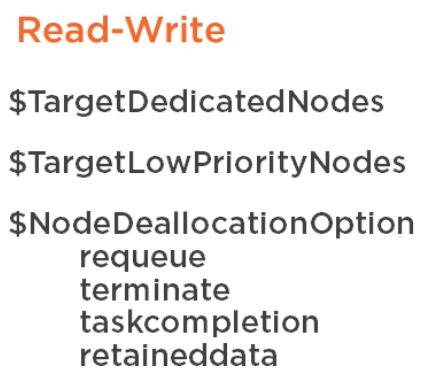 Read-Write
$TargetDedicatedNodes
$TargetLowPriorityNodes
$NodeDeallocationOption
requeue
terminate
taskcompletion
retaineddata